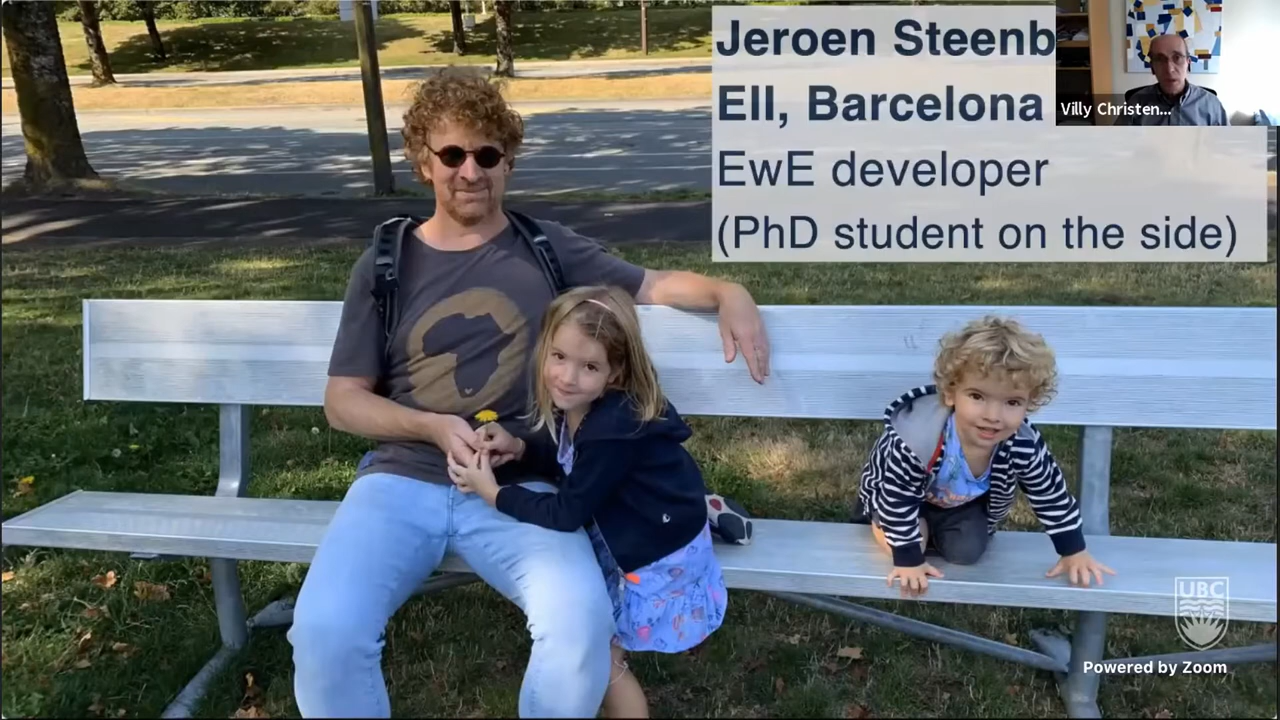 Jeroen Steenb
EII, Barcelona
EwE developer
(PhD student on the side)
Villy Christen...
UBC
Powered by Zoom